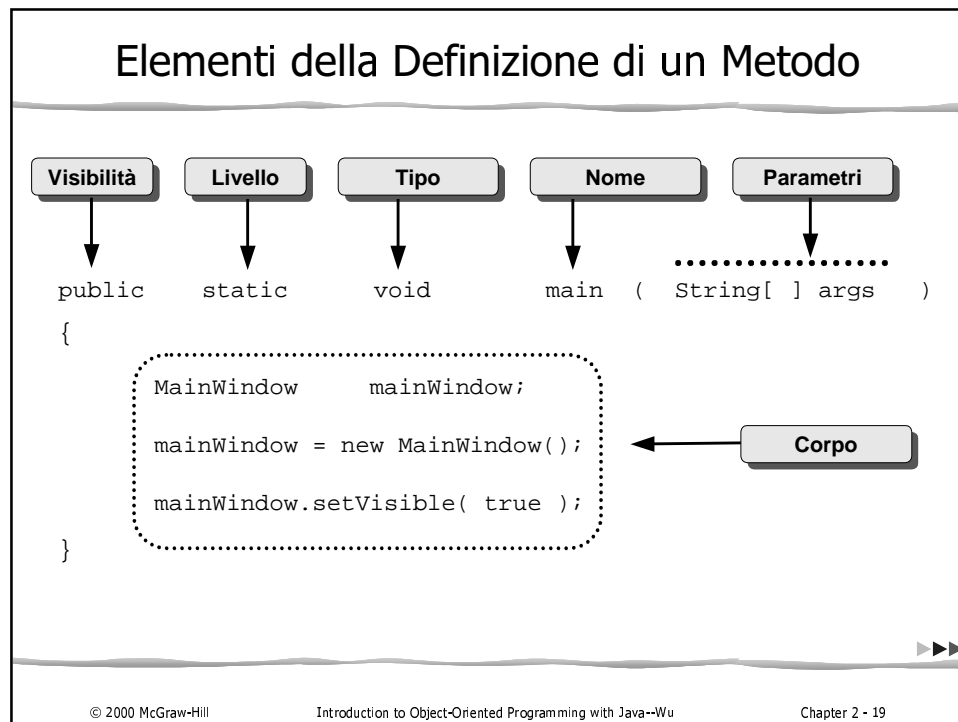 Elementi della Definizione di un Metodo
Visibilità Livello Tipo Nome Parametri
public static void main ( String[ ] args )
{
MainWindow mainWindow;
mainWindow = new MainWindow();
Corpo
mainWindow.setVisible( true );
}
© 2000 McGraw-Hill Introduction to Object-Oriented Programming with Java--Wu Chapter 2 - 19